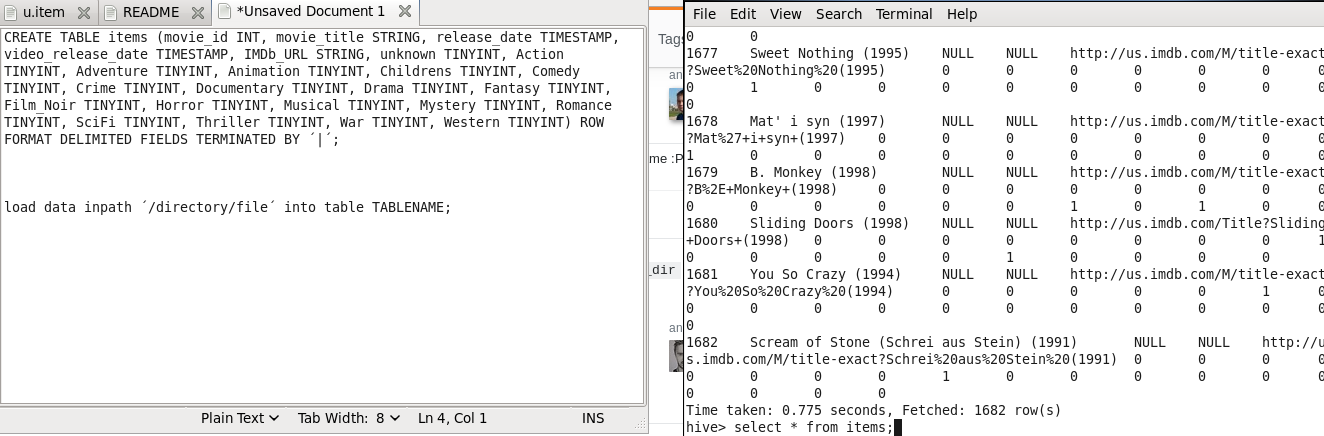 u.item
README
*Unsaved Document 1
CREATE TABLE items (movie_id INT, movie_title STRING, release_date TIMESTAMP,
video_release_date TIMESTAMP, IMDb_URL STRING, unknown TINYINT, Action
TINYINT, Adventure TINYINT, Animation TINYINT, Childrens TINYINT, Comedy
TINYINT, Crime TINYINT, Documentary TINYINT, Drama TINYINT, Fantasy TINYINT,
Film_Noir TINYINT, Horror TINYINT, Musical TINYINT, Mystery TINYINT, Romance
TINYINT, SciFi TINYINT, Thriller TINYINT, War TINYINT, Western TINYINT) ROW
FORMAT DELIMITED FIELDS TERMINATED BY ´|´;
load data inpath ´/directory/file´ into table TABLENAME;
Plain Text Tab Width: 8 Ln 4, Col 1 INS
Tags
an
me :P
_dir
an
File Edit View Search Terminal Help
0 0
1677 Sweet Nothing (1995) NULL NULL http://us.imdb.com/M/title-exact
?Sweet%20Nothing%20(1995) 0 0 0 0 0 0
0 1 0 0 0 0 0 0 0 0
0
1678 Mat' i syn (1997) NULL NULL http://us.imdb.com/M/title-exact
?Mat%27+i+syn+(1997) 0 0 0 0 0 0 0
1 0 0 0 0 0 0 0 0 0
1679 B. Monkey (1998) NULL NULL http://us.imdb.com/M/title-exact
?B%2E+Monkey+(1998) 0 0 0 0 0 0 0
0 0 0 0 0 0 1 0 1 0 0
1680 Sliding Doors (1998) NULL NULL http://us.imdb.com/Title?Sliding
+Doors+(1998) 0 0 0 0 0 0 0 0 1
0 0 0 0 0 1 0 0 0 0
1681 You So Crazy (1994) NULL NULL http://us.imdb.com/M/title-exact
?You%20So%20Crazy%20(1994) 0 0 0 0 0 1 0
0 0 0 0 0 0 0 0 0 0 0
0
1682 Scream of Stone (Schrei aus Stein) (1991) NULL NULL http://u
s.imdb.com/M/title-exact?Schrei%20aus%20Stein%20(1991) 0 0 0 0
0 0 0 0 1 0 0 0 0 0 0
0 0 0 0
Time taken: 0.775 seconds, Fetched: 1682 row(s)
hive> select * from items;